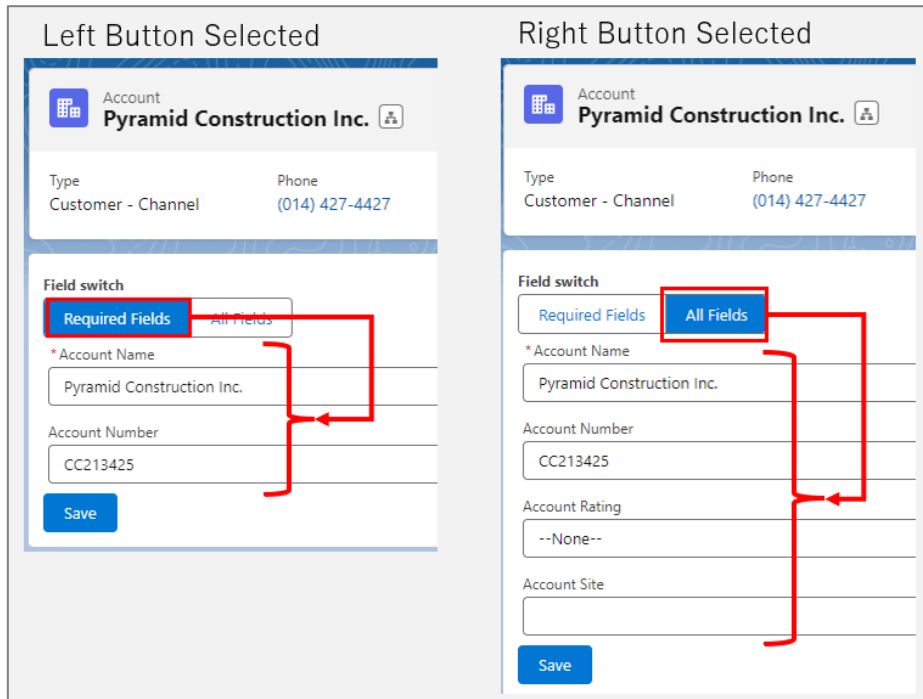 Left Button Selected
Account
Pyramid Construction Inc.
Type
Phone
Customer - Channel
(014) 427-4427
Field switch
Required Fields
All Fields
*Account Name
Pyramid Construction Inc.
Account Number
CC213425
Save
Right Button Selected
Account
Pyramid Construction Inc.
Type
Phone
Customer - Channel
(014) 427-4427
Field switch
Required Fields
All Fields
*Account Name
Pyramid Construction Inc.
Account Number
CC213425
Account Rating
--None--
Account Site
Save